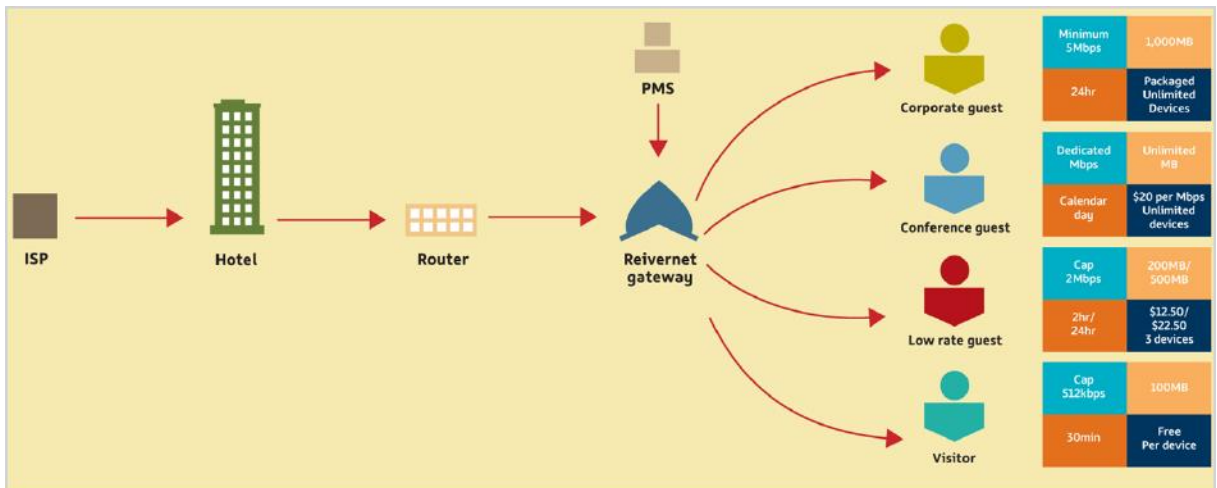 ISP
Hotel
Router
PMS
Reivernet
gateway
Corporate guest
Minimum
5Mbps
1,000MB
24hr
Packaged
Unlimited
Devices
Conference guest
Dedicated
Mbps
Unlimited
MB
Calendar
day
$20 per Mbps
Unlimited
devices
Low rate guest
Cap
2Mbps
200MB/
500MB
2hr/
24hr
$12.50/
$22.50
3 devices
Visitor
Cap
512kbps
100MB
30min
Free
Per device